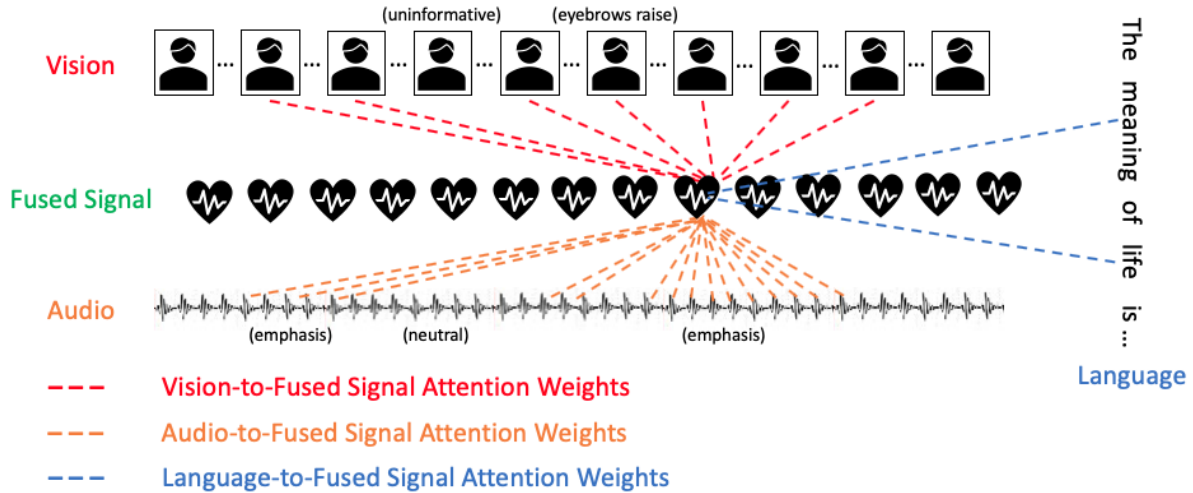 (uninformative) (eyebrows raise)
Vision
Fused Signal
Audio
(emphasis) (neutral) (emphasis)
The meaning of life is ...
Language
Vision-to-Fused Signal Attention Weights
Audio-to-Fused Signal Attention Weights
Language-to-Fused Signal Attention Weights